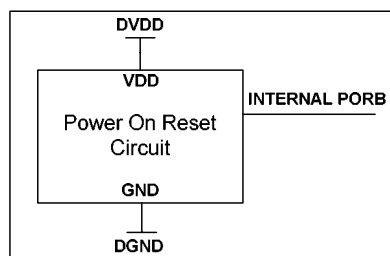 DVDD
VDD
INTERNAL PORB
Power On Reset
Circuit
GND
DGND